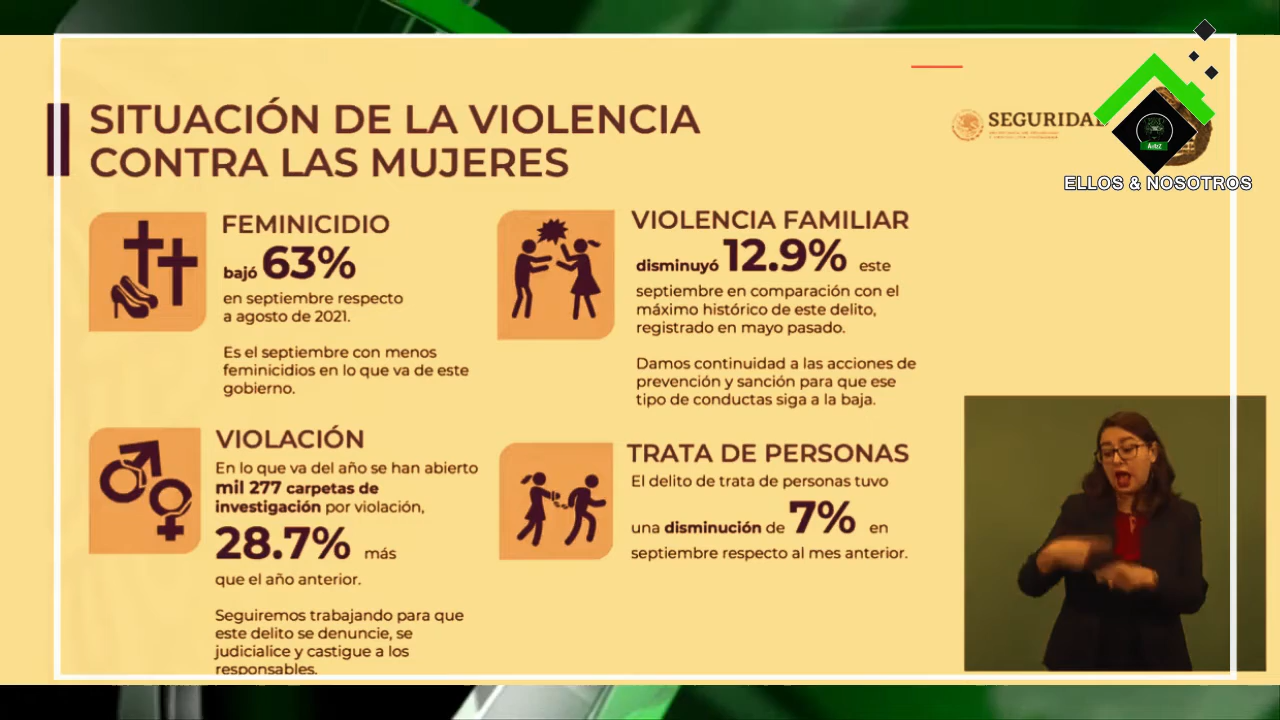 SITUACIÓN DE LA VIOLENCIA
CONTRA LAS MUJERES
SEGURIDAD
ELLOS & NOSOTROS
FEMINICIDIO
bajó 63%
en septiembre respecto
a agosto de 2021.
Es el septiembre con menos
feminicidios en lo que va de este
gobierno.
VIOLENCIA FAMILIAR
disminuyó 12.9% este
septiembre en comparación con el
máximo histórico de este delito,
registrado en mayo pasado.
Damos continuidad a las acciones de
prevención y sanción para que ese
tipo de conductas siga a la baja.
VIOLACIÓN
En lo que va del año se han abierto
mil 277 carpetas de
investigación por violación,
28.7% más
que el año anterior.
Seguiremos trabajando para que
este delito se denuncie, se
judicialice y castigue a los
responsables.
TRATA DE PERSONAS
El delito de trata de personas tuvo
una disminución de 7% en
septiembre respecto al mes anterior.